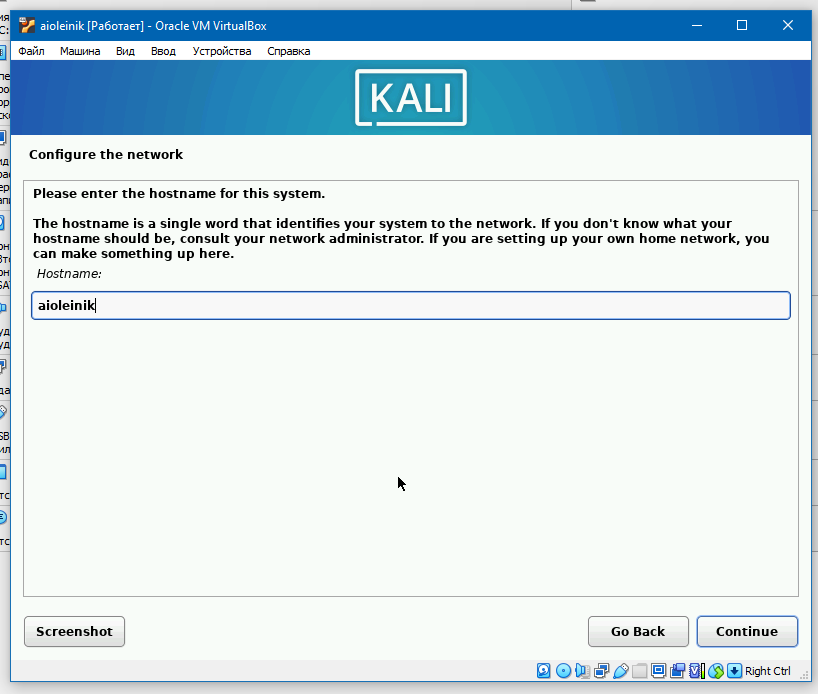 aioleinik [Работает] - Oracle VM VirtualBox
Файл Машина Вид Ввод Устройства Справка
KALI
Configure the network
Please enter the hostname for this system.
The hostname is a single word that identifies your system to the network. If you don't know what your
hostname should be, consult your network administrator. If you are setting up your own home network, you
can make something up here.
Hostname:
aioleinik
Screenshot
Go Back
Continue
Right Ctrl